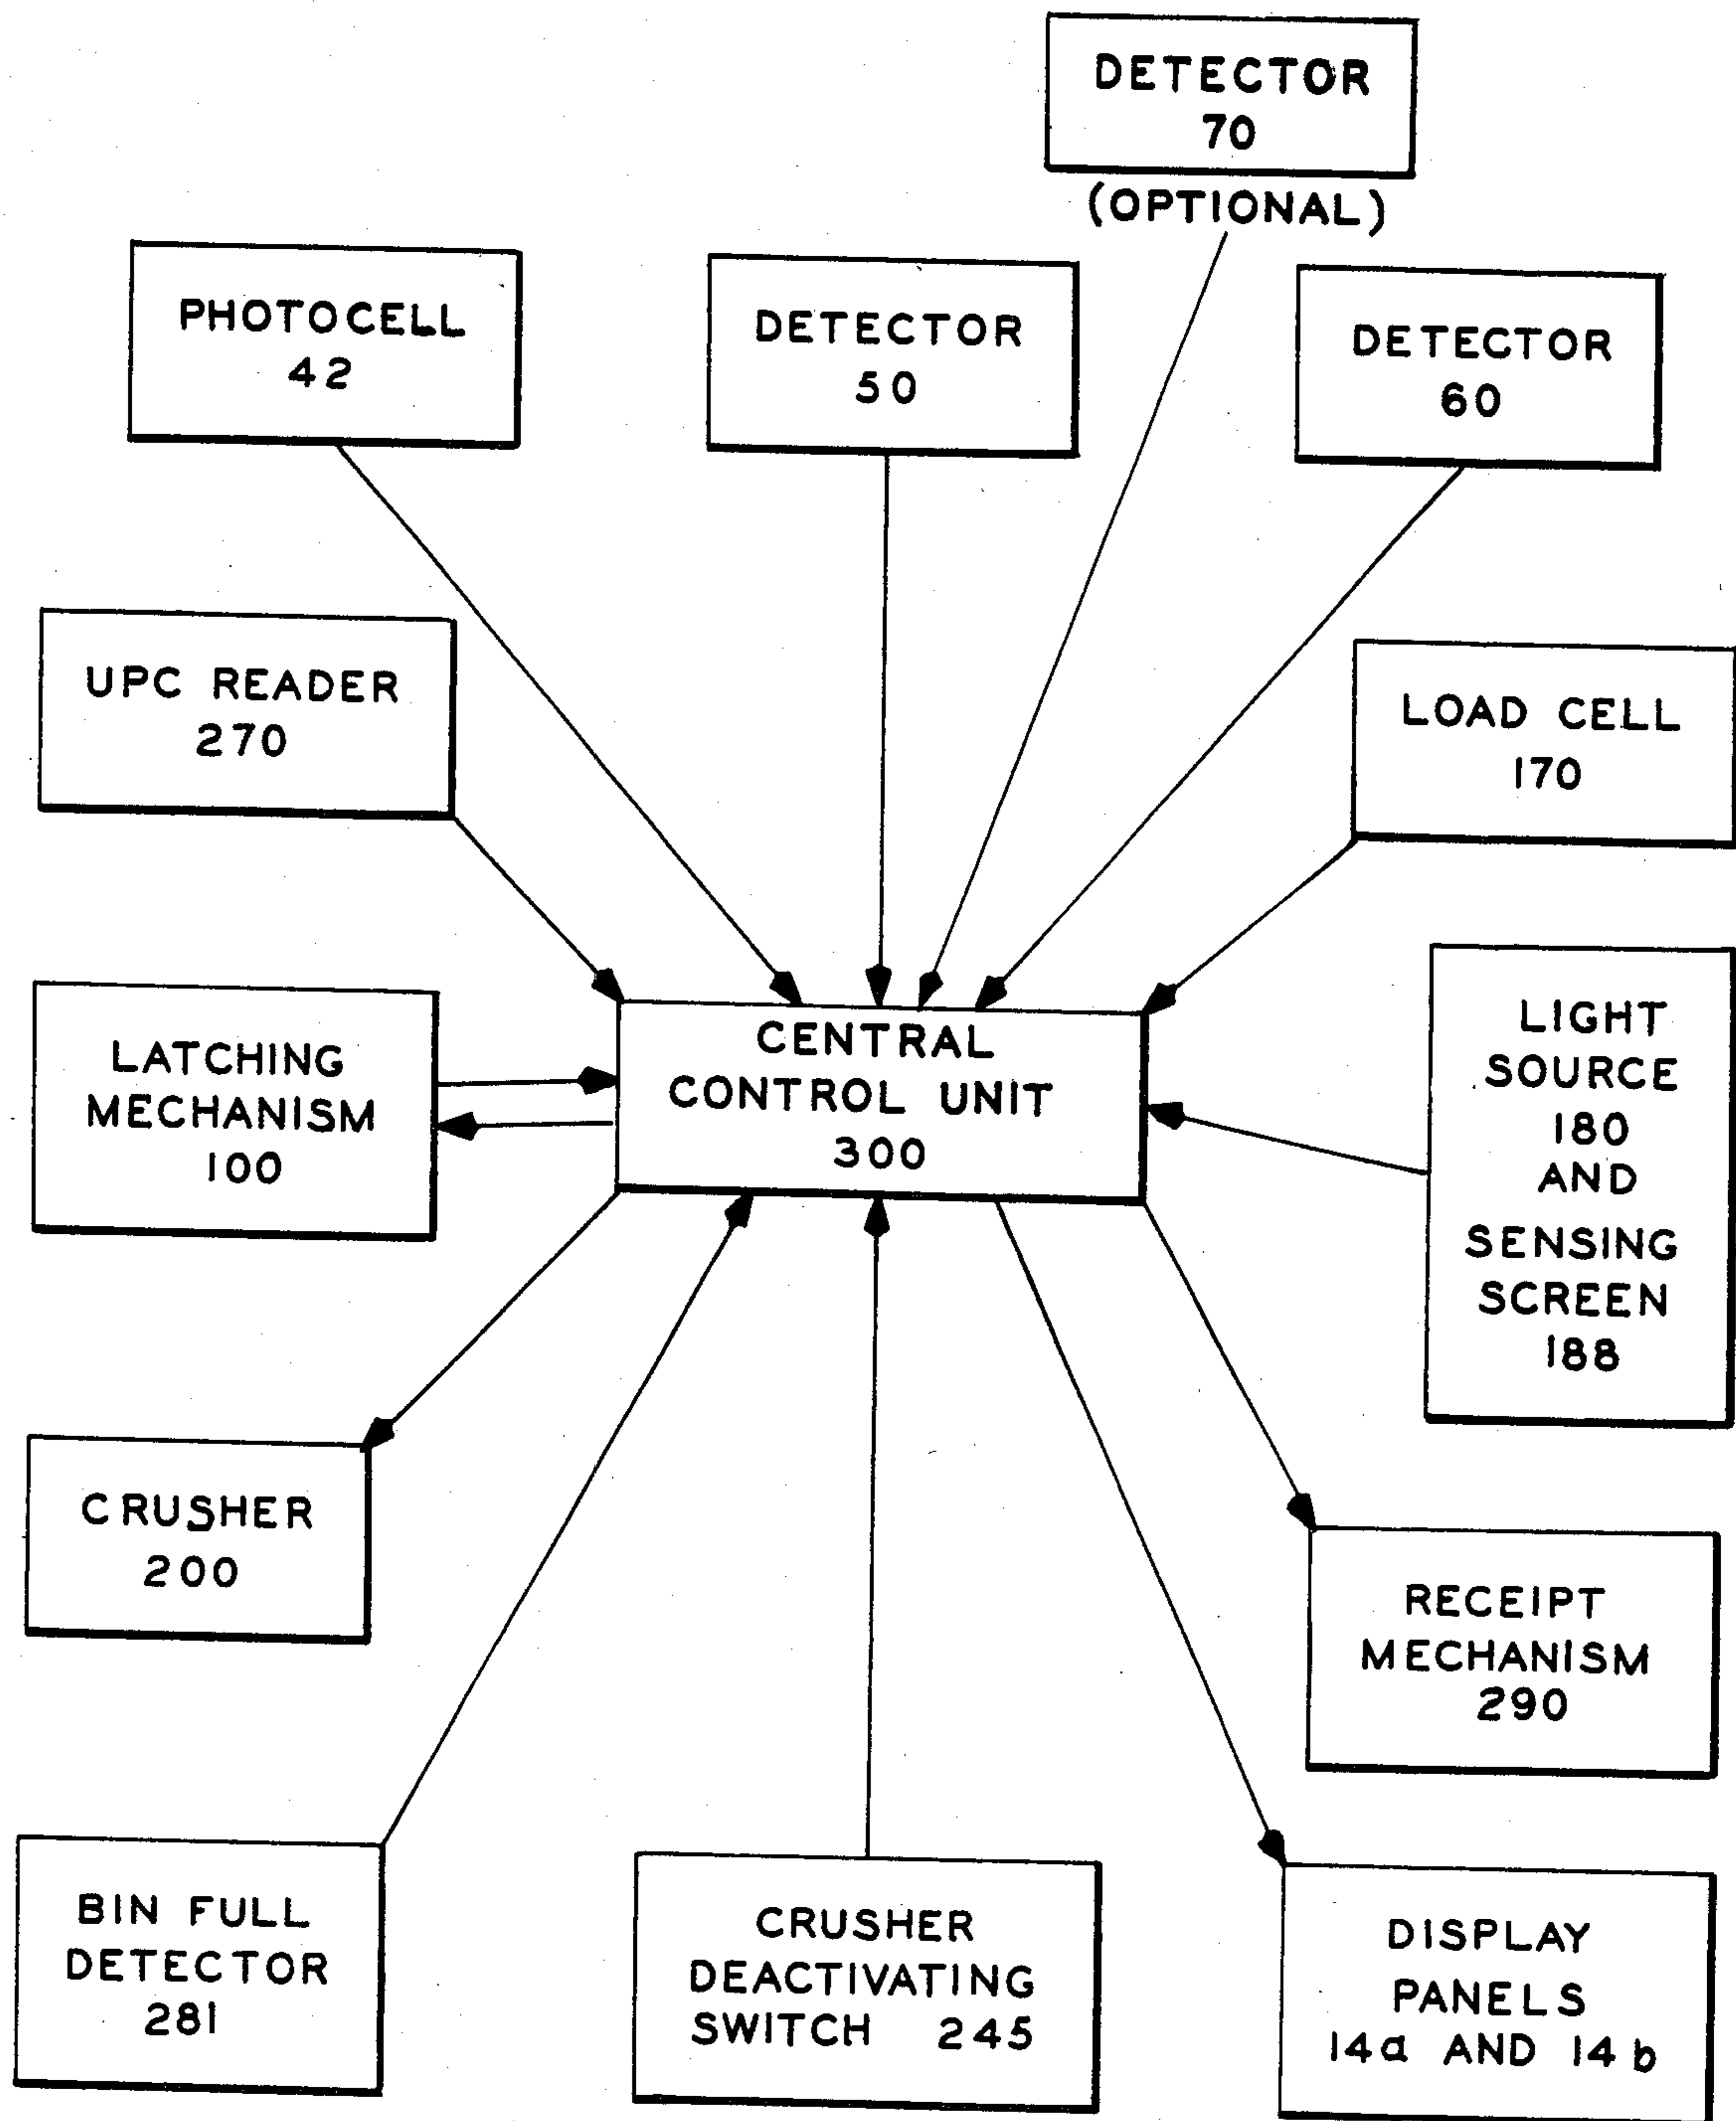 DETECTOR
70
(OPTIONAL)
PHOTOCELL
42
DETECTOR
50
DETECTOR
60
UPC READER
270
LOAD CELL
170
LATCHING
MECHANISM
100
CENTRAL
CONTROL UNIT
300
LIGHT
SOURCE
180
AND
SENSING
SCREEN
188
CRUSHER
200
RECEIPT
MECHANISM
290
BIN FULL
DETECTOR
281
CRUSHER
DEACTIVATING
SWITCH 245
DISPLAY
PANELS
14a AND 14b